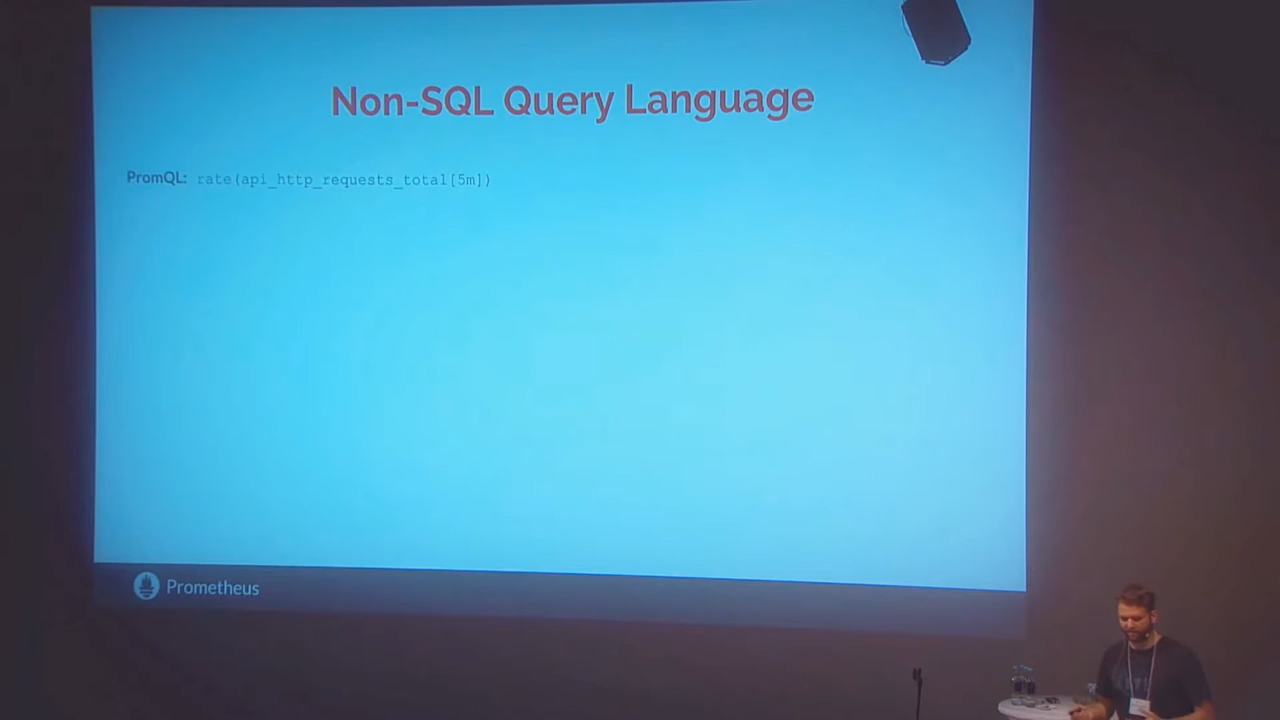 Non-SQL Query Language
PromQL: rate(api_http_requests_total[5m])
Prometheus